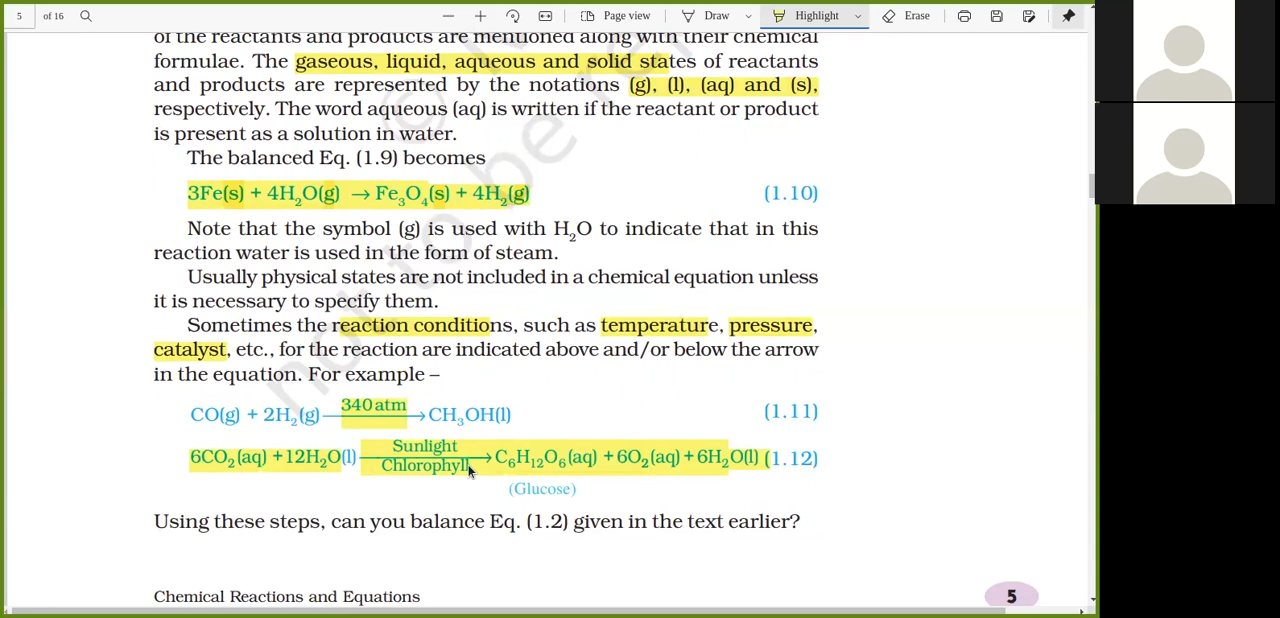 5 of 16 Page view Draw Highlight Erase
of the reactants and products are mentioned along with their chemical
formulae. The gaseous, liquid, aqueous and solid states of reactants
and products are represented by the notations (g), (l), (aq) and (s),
respectively. The word aqueous (aq) is written if the reactant or product
is present as a solution in water.
The balanced Eq. (1.9) becomes
3Fe(s) + 4H₂O(g) → Fe₃O₄(s) + 4H₂(g) (1.10)
Note that the symbol (g) is used with H₂O to indicate that in this
reaction water is used in the form of steam.
Usually physical states are not included in a chemical equation unless
it is necessary to specify them.
Sometimes the reaction conditions, such as temperature, pressure,
catalyst, etc., for the reaction are indicated above and/or below the arrow
in the equation. For example –
340 atm
CO(g) + 2H₂(g) → CH₃OH(l) (1.11)
Sunlight
6CO₂(aq) +12H₂O(l) → C₆H₁₂O₆(aq) + 6O₂(aq) + 6H₂O(l) (1.12)
Chlorophyll
(Glucose)
Using these steps, can you balance Eq. (1.2) given in the text earlier?
Chemical Reactions and Equations 5
not to be re